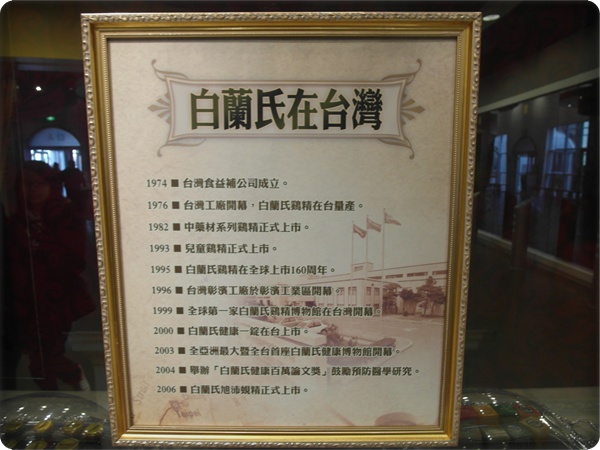 白蘭氏在台灣
1974 ■ 台灣食益補公司成立。
1976 ■ 台灣工廠開幕，白蘭氏鷄精在台量產。
1982 ■ 中藥材系列鷄精正式上市。
1993 ■ 兒童鷄精正式上市。
1995 ■ 白蘭氏鷄精在全球上市160周年。
1996 ■ 台灣彰濱工廠於彰濱工業區開幕。
1999 ■ 全球第一家白蘭氏鷄精博物館在台灣開幕。
2000 ■ 白蘭氏健康一錠在台上市。
2003 ■ 全亞洲最大暨全台首座白蘭氏健康博物館開幕。
2004 ■ 舉辦「白蘭氏健康百萬論文獎」鼓勵預防醫學研究。
2006 ■ 白蘭氏旭沛蜆精正式上市。